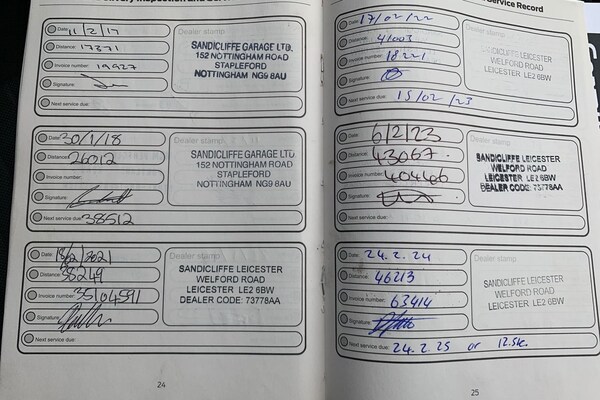 Service Record
Date: 11/2/17
Distance: 17371
Invoice number: 19927
Signature:
Next service due:
Dealer stamp
SANDICLIFFE GARAGE LTD.
152 NOTTINGHAM ROAD
STAPLEFORD
NOTTINGHAM NG9 8AU
Date: 30/1/18
Distance: 26012
Invoice number:
Signature:
Next service due: 38512
Dealer stamp
SANDICLIFFE GARAGE LTD
152 NOTTINGHAM ROAD
STAPLEFORD
NOTTINGHAM NG9 8AU
Date: 2021
Distance: 38249
Invoice number: 35104591
Signature:
Next service due:
Dealer stamp
SANDICLIFFE LEICESTER
WELFORD ROAD
LEICESTER LE2 6BW
DEALER CODE: 73778AA
24
Date: 17/02/22
Distance: 41003
Invoice number: 18221
Signature:
Next service due: 15/02/23
Dealer stamp
SANDICLIFFE LEICESTER
WELFORD ROAD
LEICESTER LE2 6BW
Date: 6/2/23
Distance: 43067
Invoice number: 404466
Signature:
Next service due:
Dealer stamp
SANDICLIFFE LEICESTER
WELFORD ROAD
LEICESTER LE2 6BW
DEALER CODE: 73778AA
Date: 24.2.24
Distance: 46213
Invoice number: 63414
Signature:
Next service due: 24.2.25 or 12.5k.
Dealer stamp
SANDICLIFFE LEICESTER
WELFORD ROAD
LEICESTER LE2 6BW
25